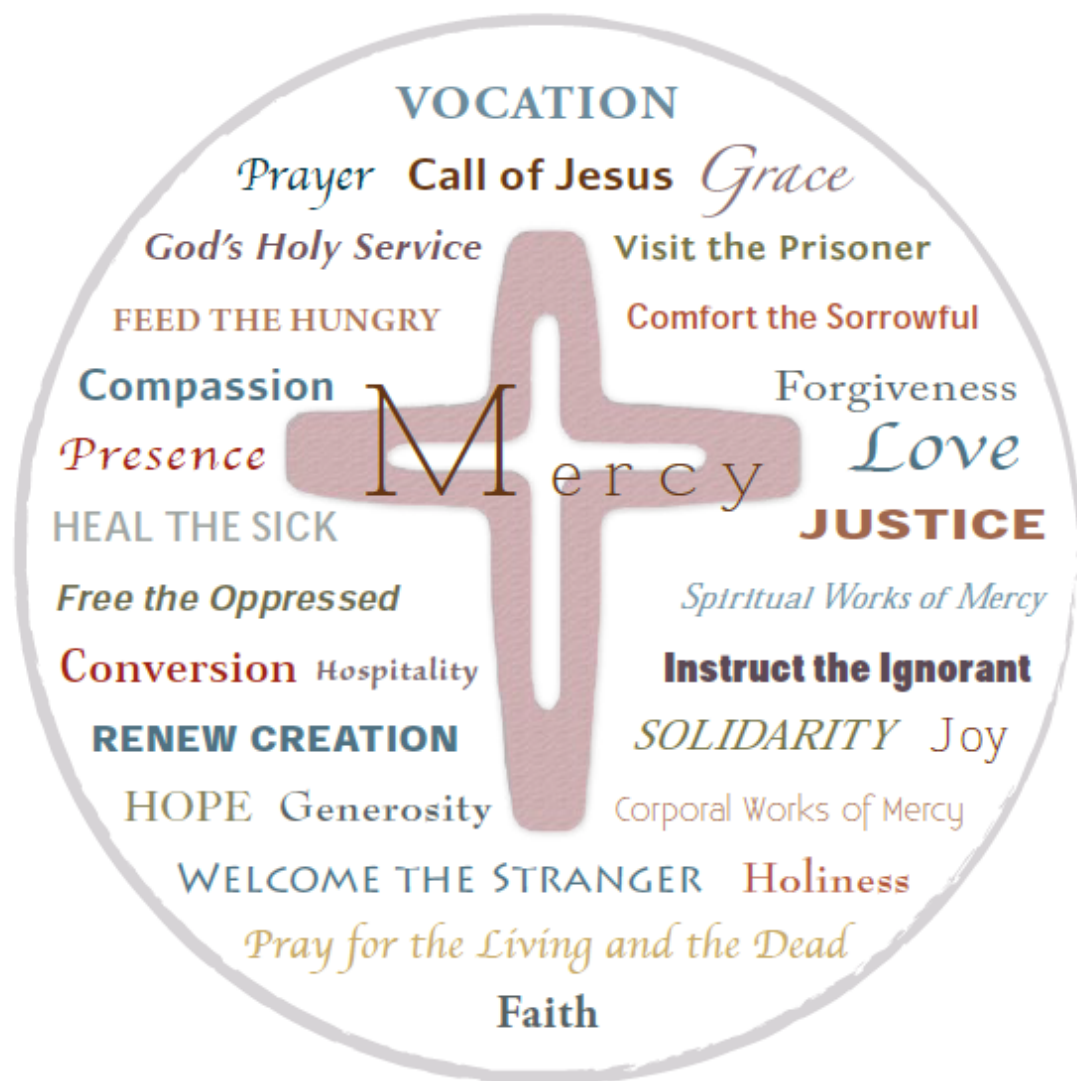 VOCATION
Prayer Call of Jesus Grace
God's Holy Service Visit the Prisoner
FEED THE HUNGRY Comfort the Sorrowful
Compassion Forgiveness
Presence Mercy Love
HEAL THE SICK JUSTICE
Free the Oppressed Spiritual Works of Mercy
Conversion Hospitality Instruct the Ignorant
RENEW CREATION SOLIDARITY Joy
HOPE Generosity Corporal Works of Mercy
WELCOME THE STRANGER Holiness
Pray for the Living and the Dead
Faith